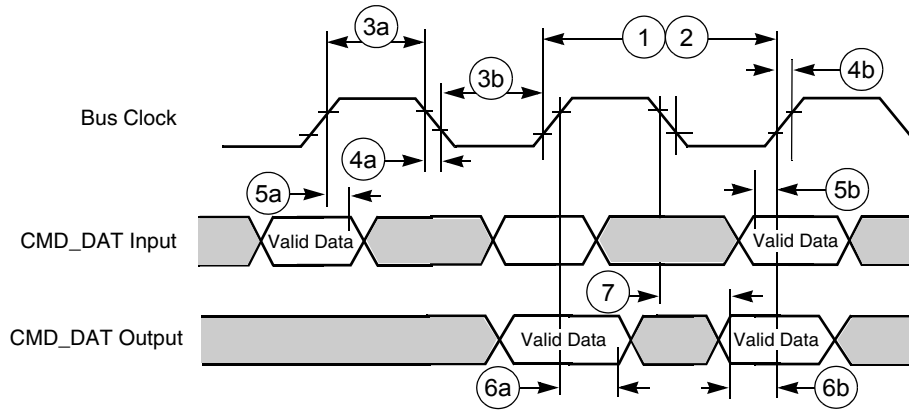 3a
1 2
3b
4b
Bus Clock
4a
5a
5b
CMD_DAT Input
Valid Data
Valid Data
7
CMD_DAT Output
Valid Data
Valid Data
6a
6b